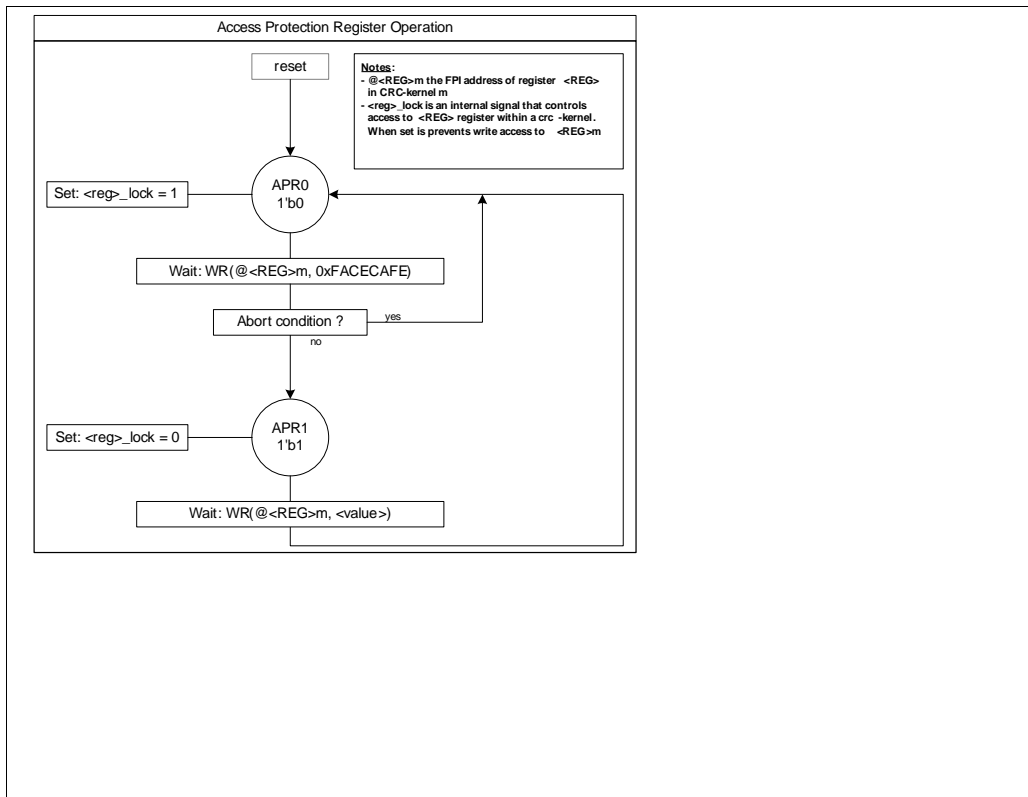 Access Protection Register Operation
reset
Notes:
- @<REG>m the FPI address of register <REG>
in CRC-kernel m
- <reg>_lock is an internal signal that controls
access to <REG> register within a crc -kernel.
When set is prevents write access to <REG>m
APR0
1'b0
Set: <reg>_lock = 1
Wait: WR(@<REG>m, 0xFACECAFE)
Abort condition ?
yes
no
APR1
1'b1
Set: <reg>_lock = 0
Wait: WR(@<REG>m, <value>)